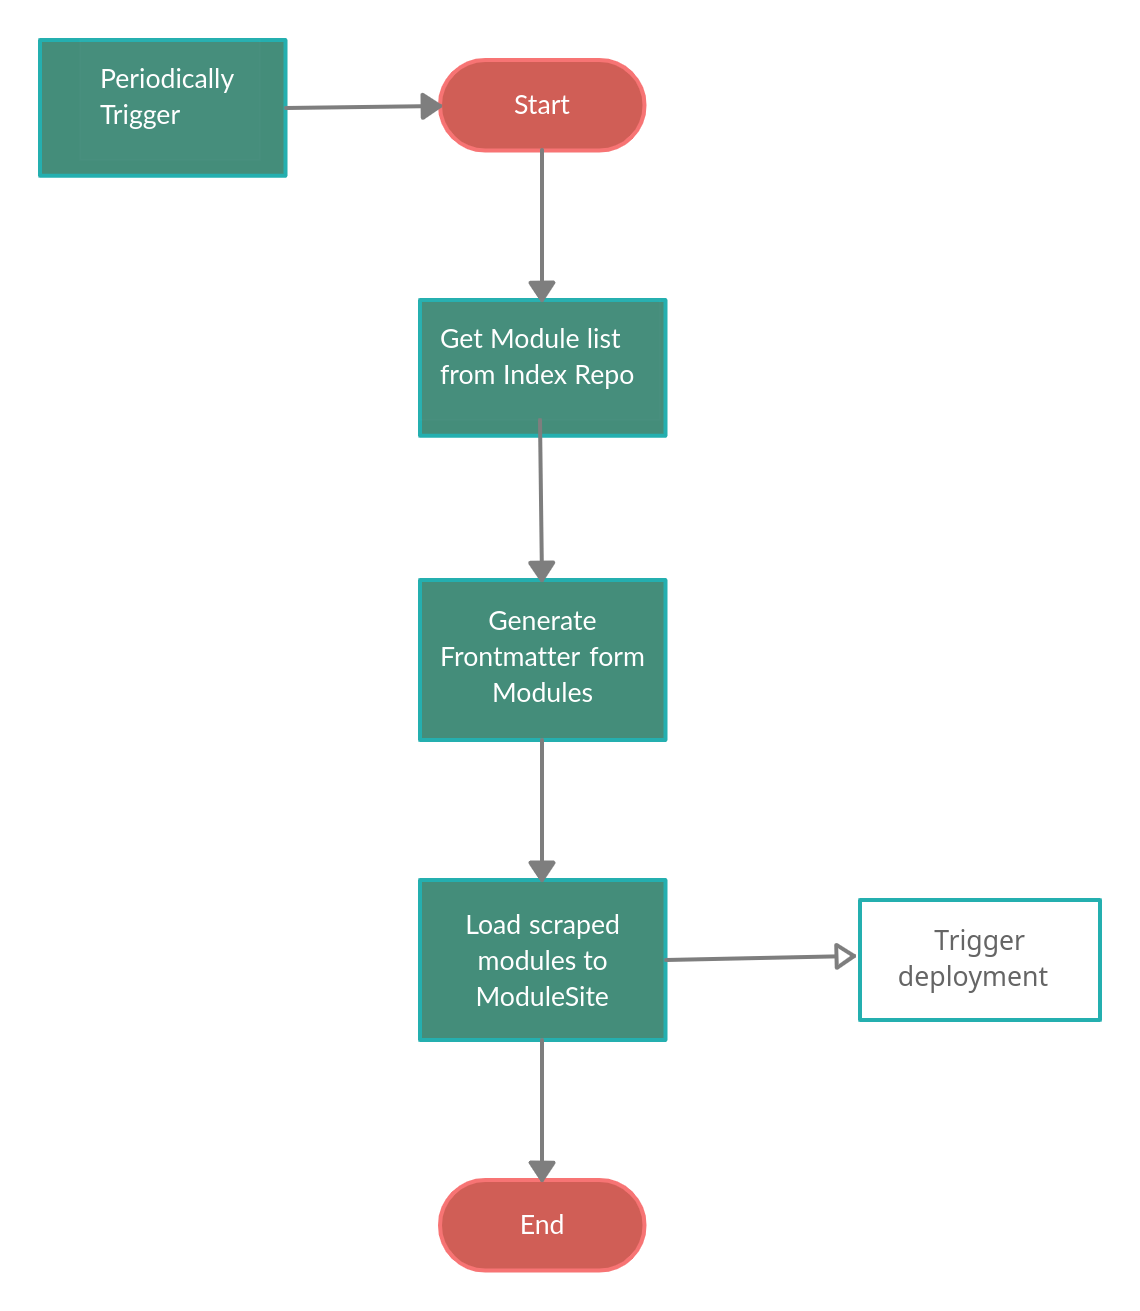 Periodically
Trigger
Start
Get Module list
from Index Repo
Generate
Frontmatter form
Modules
Load scraped
modules to
ModuleSite
Trigger
deployment
End